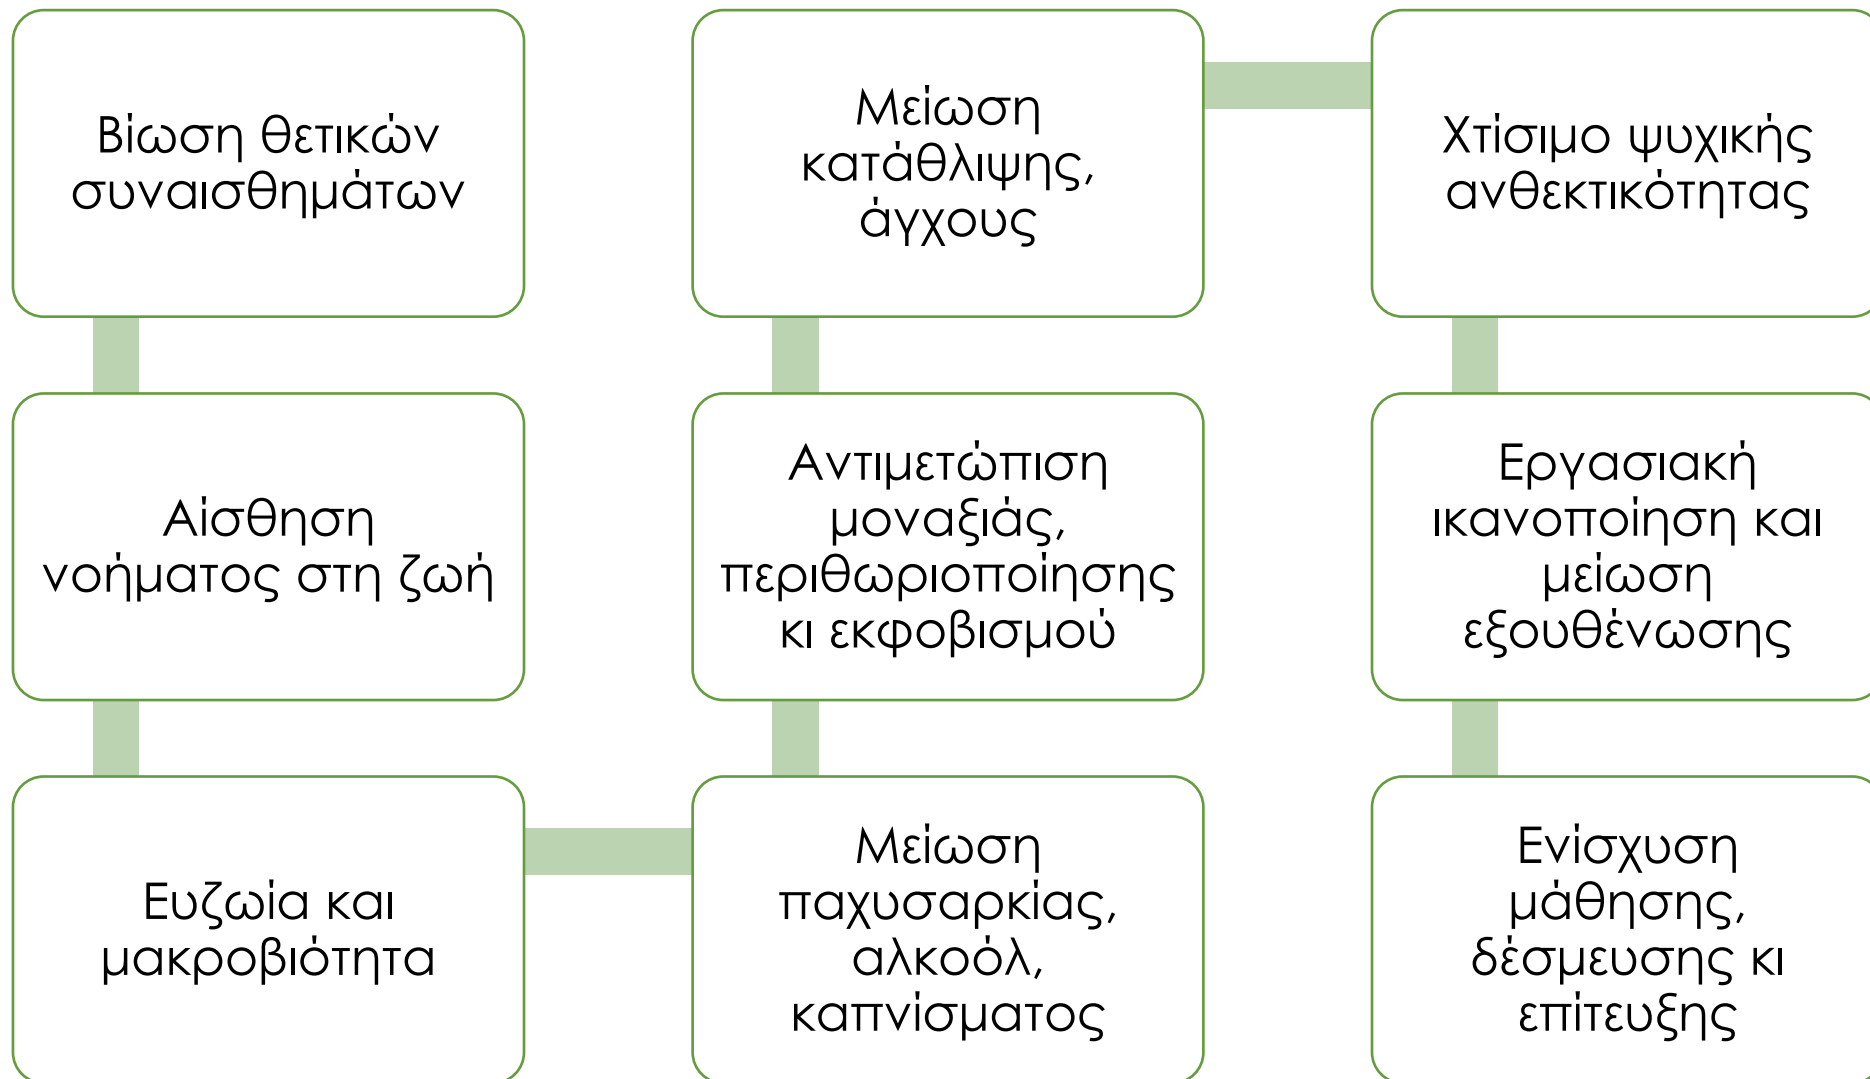 Βίωση θετικών
συναισθημάτων
Αίσθηση
νοήματος στη ζωή
Ευζωία και
μακροβιότητα
Μείωση
παχυσαρκίας,
αλκοόλ,
καπνίσματος
Αντιμετώπιση
μοναξιάς,
περιθωριοποίησης
κι εκφοβισμού
Μείωση
κατάθλιψης,
άγχους
Χτίσιμο ψυχικής
ανθεκτικότητας
Εργασιακή
ικανοποίηση και
μείωση
εξουθένωσης
Ενίσχυση
μάθησης,
δέσμευσης κι
επίτευξης